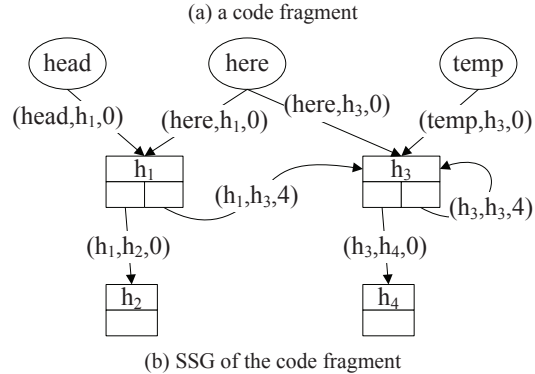 (a) a code fragment
head
here
temp
(head,h₁,0)
(here,h₁,0)
(here,h₃,0)
(temp,h₃,0)
h₁
h₃
(h₁,h₃,4)
(h₃,h₃,4)
(h₁,h₂,0)
(h₃,h₄,0)
h₂
h₄
(b) SSG of the code fragment